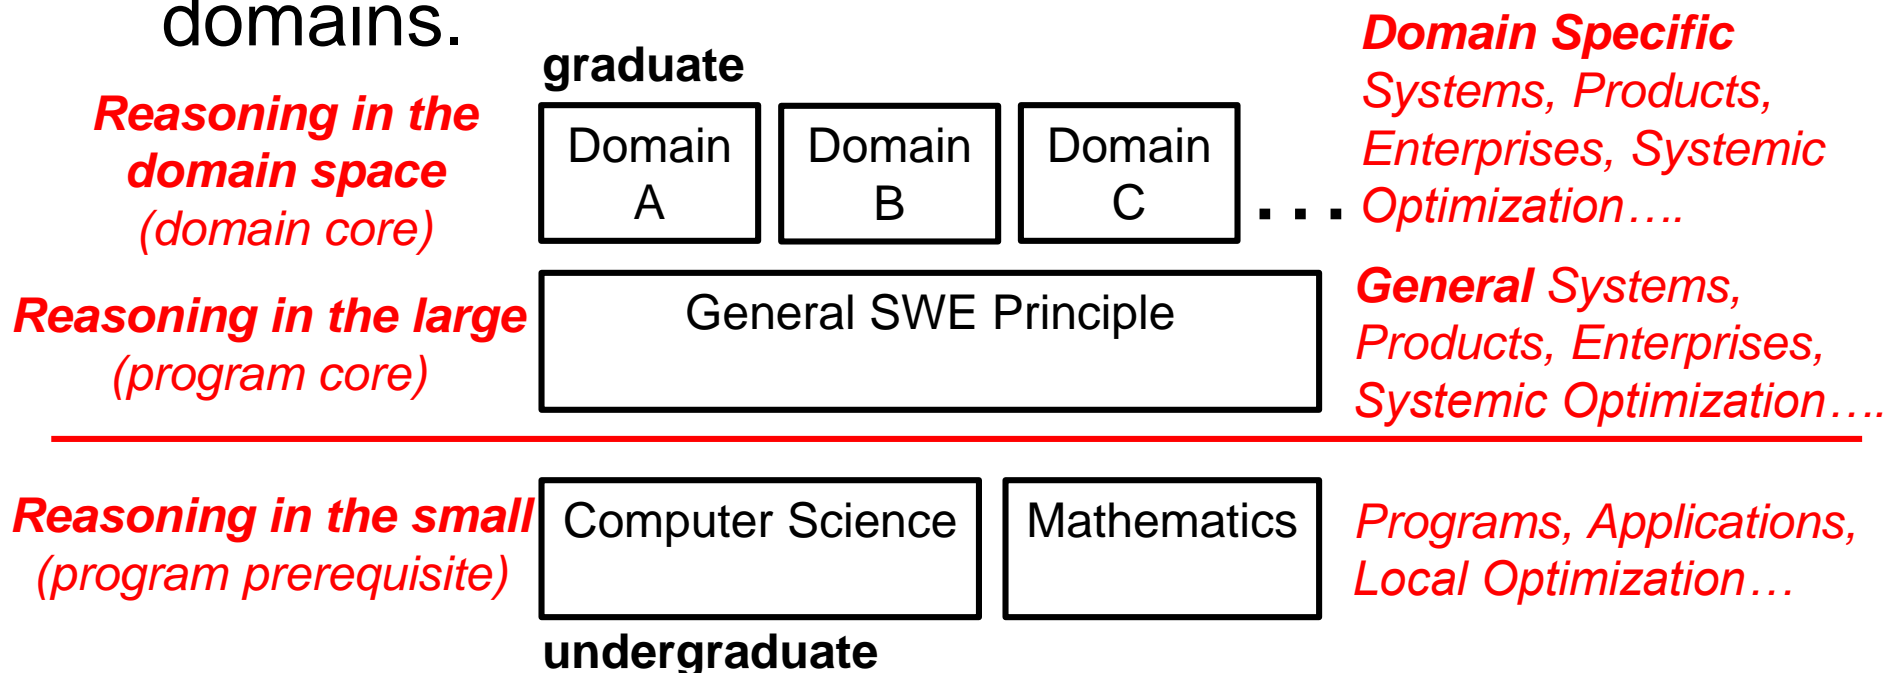 domains.
graduate
Reasoning in the
domain space
(domain core)
Domain
A
Domain
B
Domain
C
...
Domain Specific
Systems, Products,
Enterprises, Systemic
Optimization….
Reasoning in the large
(program core)
General SWE Principle
General Systems,
Products, Enterprises,
Systemic Optimization….
Reasoning in the small
(program prerequisite)
Computer Science
Mathematics
Programs, Applications,
Local Optimization…
undergraduate